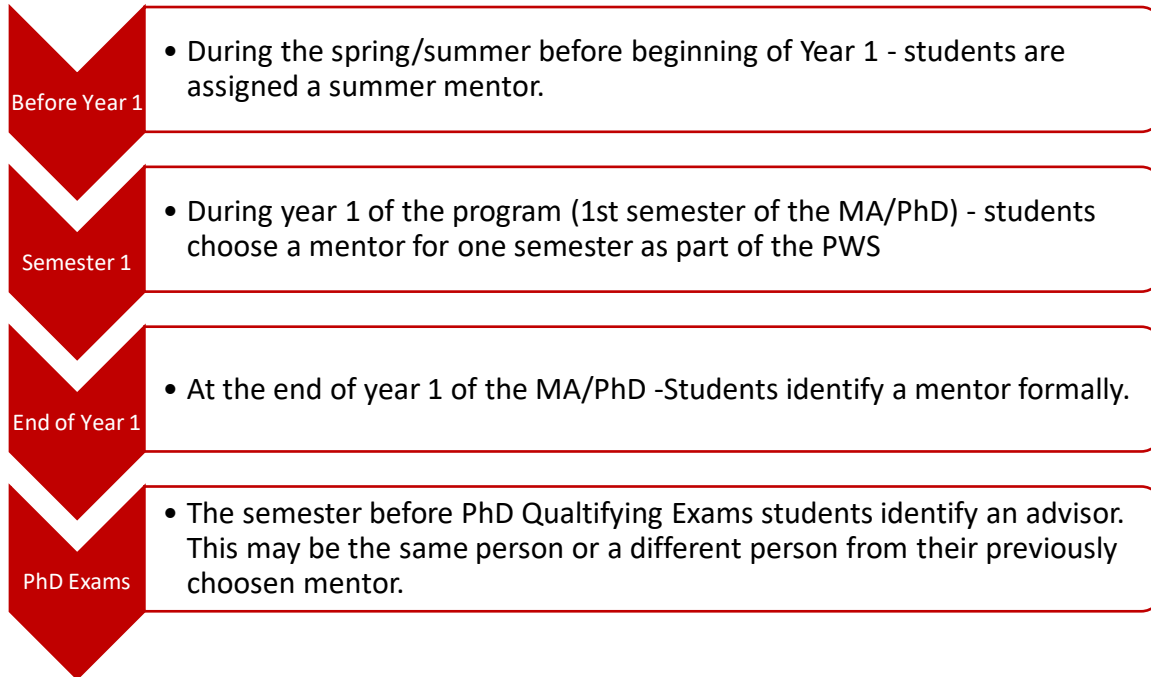 Before Year 1
• During the spring/summer before beginning of Year 1 - students are
assigned a summer mentor.
Semester 1
• During year 1 of the program (1st semester of the MA/PhD) - students
choose a mentor for one semester as part of the PWS
End of Year 1
• At the end of year 1 of the MA/PhD -Students identify a mentor formally.
PhD Exams
• The semester before PhD Qualtifying Exams students identify an advisor.
This may be the same person or a different person from their previously
choosen mentor.